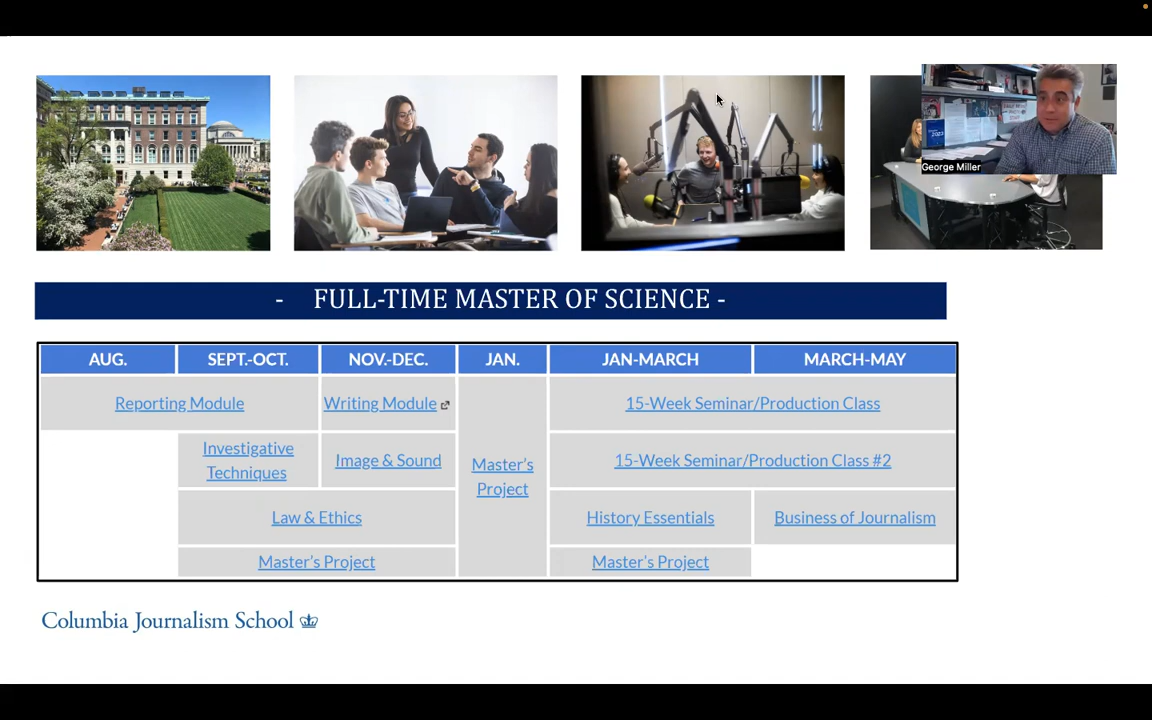 George Miller
- FULL-TIME MASTER OF SCIENCE -
AUG. SEPT.-OCT. NOV.-DEC. JAN. JAN-MARCH MARCH-MAY
Reporting Module Writing Module 15-Week Seminar/Production Class
Investigative
Techniques
Image & Sound
Master's
Project
15-Week Seminar/Production Class #2
Law & Ethics History Essentials Business of Journalism
Master's Project Master's Project
Columbia Journalism School